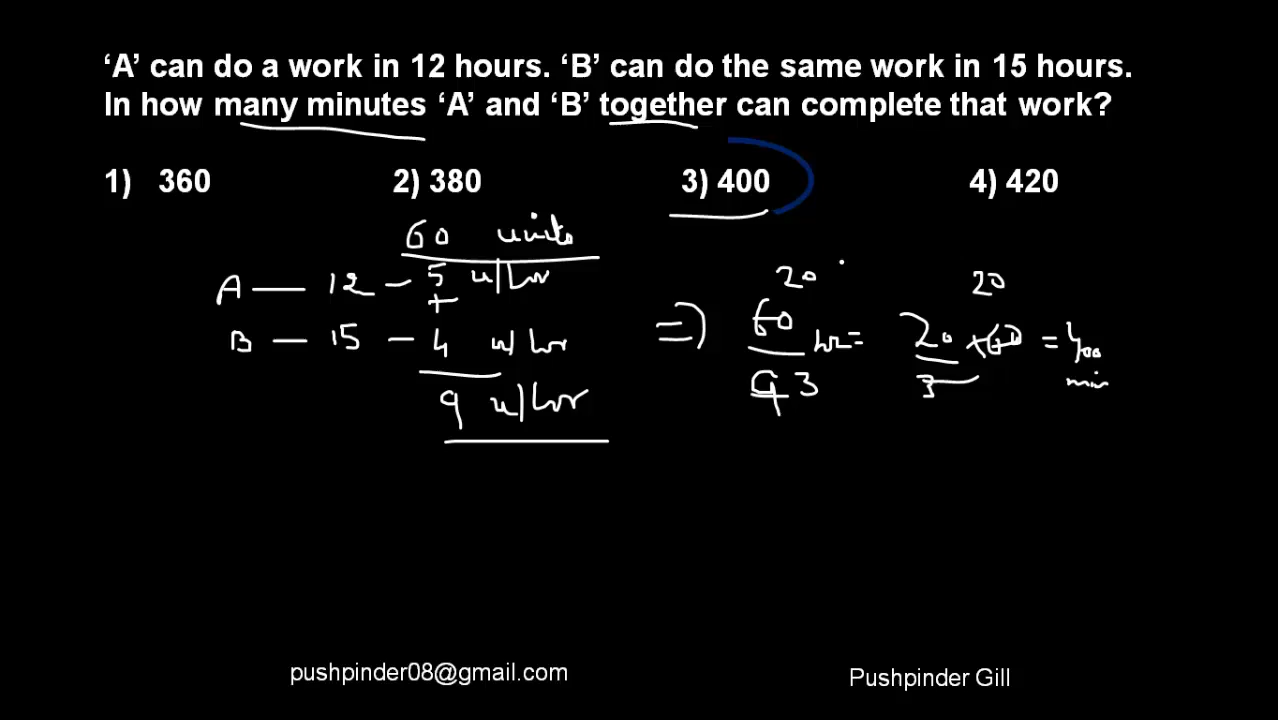 ‘A’ can do a work in 12 hours. ‘B’ can do the same work in 15 hours.
In how many minutes ‘A’ and ‘B’ together can complete that work?
1) 360 2) 380 3) 400 4) 420
60 units
A — 12 - 5 u/hr
+
B — 15 - 4 u/hr
9 u/hr
=> 60/9 hr = 20/3 × 60 = 400 min
20 3 20
pushpinder08@gmail.com Pushpinder Gill